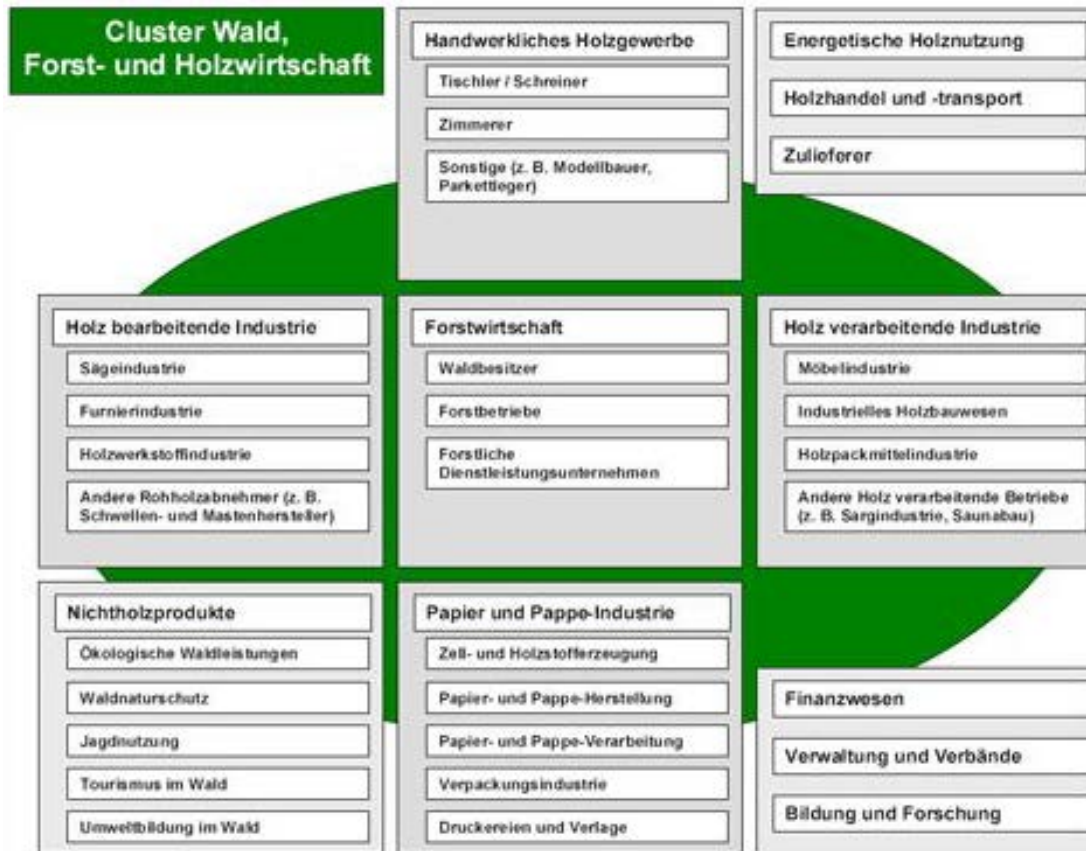 Cluster Wald,
Forst- und Holzwirtschaft
Handwerkliches Holzgewerbe
Tischler / Schreiner
Zimmerer
Sonstige (z. B. Modellbauer,
Parkettleger)
Energetische Holznutzung
Holzhandel und -transport
Zulieferer
Holz bearbeitende Industrie
Sägeindustrie
Furnierindustrie
Holzwerkstoffindustrie
Andere Rohholzabnehmer (z. B.
Schwellen- und Mastenhersteller)
Forstwirtschaft
Waldbesitzer
Forstbetriebe
Forstliche
Dienstleistungsunternehmen
Holz verarbeitende Industrie
Möbelindustrie
Industrielles Holzbauwesen
Holzpackmittelindustrie
Andere Holz verarbeitende Betriebe
(z. B. Sargindustrie, Saunabau)
Nichtholzprodukte
Ökologische Waldleistungen
Waldnaturschutz
Jagdnutzung
Tourismus im Wald
Umweltbildung im Wald
Papier und Pappe-Industrie
Zell- und Holzstofferzeugung
Papier- und Pappe-Herstellung
Papier- und Pappe-Verarbeitung
Verpackungsindustrie
Druckereien und Verlage
Finanzwesen
Verwaltung und Verbände
Bildung und Forschung